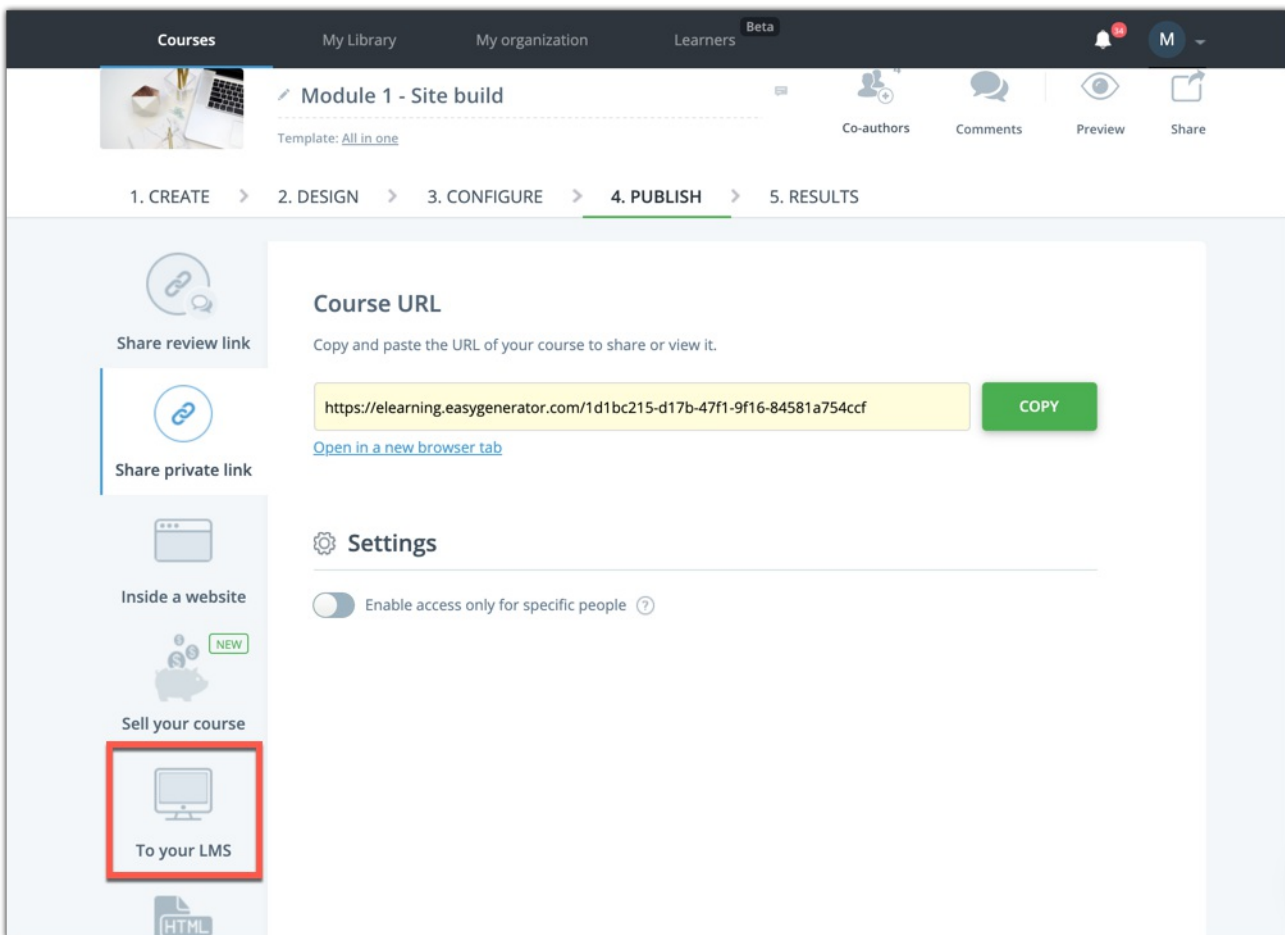 Courses My Library My organization Learners Beta 34 M
Module 1 - Site build
Template: All in one
Co-authors Comments Preview Share
1. CREATE > 2. DESIGN > 3. CONFIGURE > 4. PUBLISH > 5. RESULTS
Share review link
Share private link
Inside a website
NEW
Sell your course
To your LMS
HTML
Course URL
Copy and paste the URL of your course to share or view it.
https://elearning.easygenerator.com/1d1bc215-d17b-47f1-9f16-84581a754ccf COPY
Open in a new browser tab
Settings
Enable access only for specific people ?